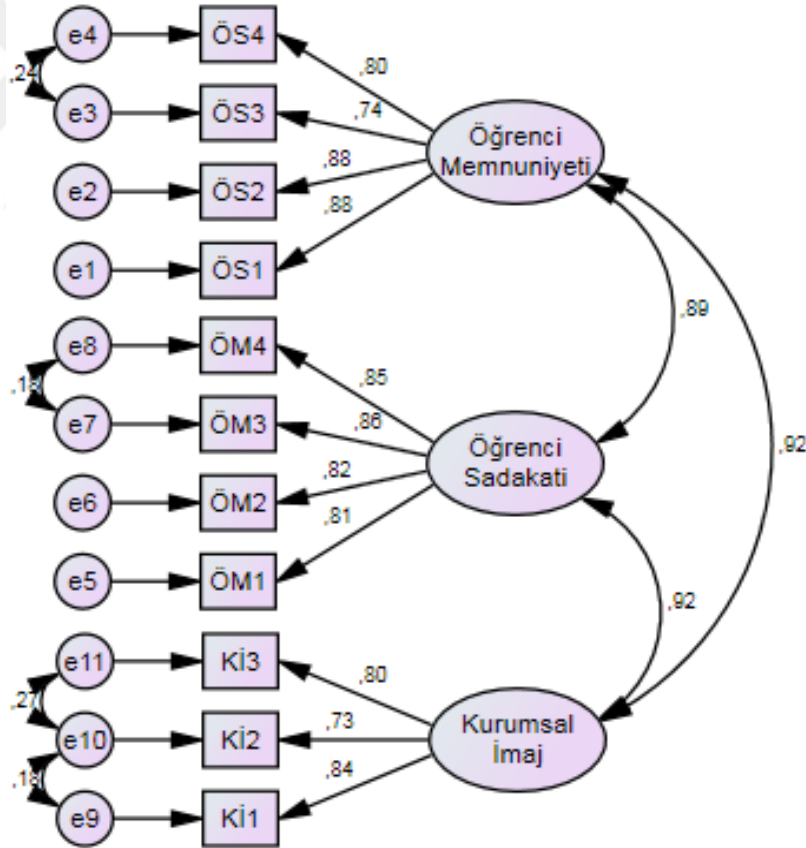 e4
ÖS4
,80
,24
e3
ÖS3
,74
Öğrenci
Memnuniyeti
e2
ÖS2
,88
e1
ÖS1
,88
,89
e8
ÖM4
,85
,18
e7
ÖM3
,86
Öğrenci
Sadakati
,92
e6
ÖM2
,82
e5
ÖM1
,81
,92
e11
Kİ3
,80
,27
e10
Kİ2
,73
Kurumsal
İmaj
,18
e9
Kİ1
,84